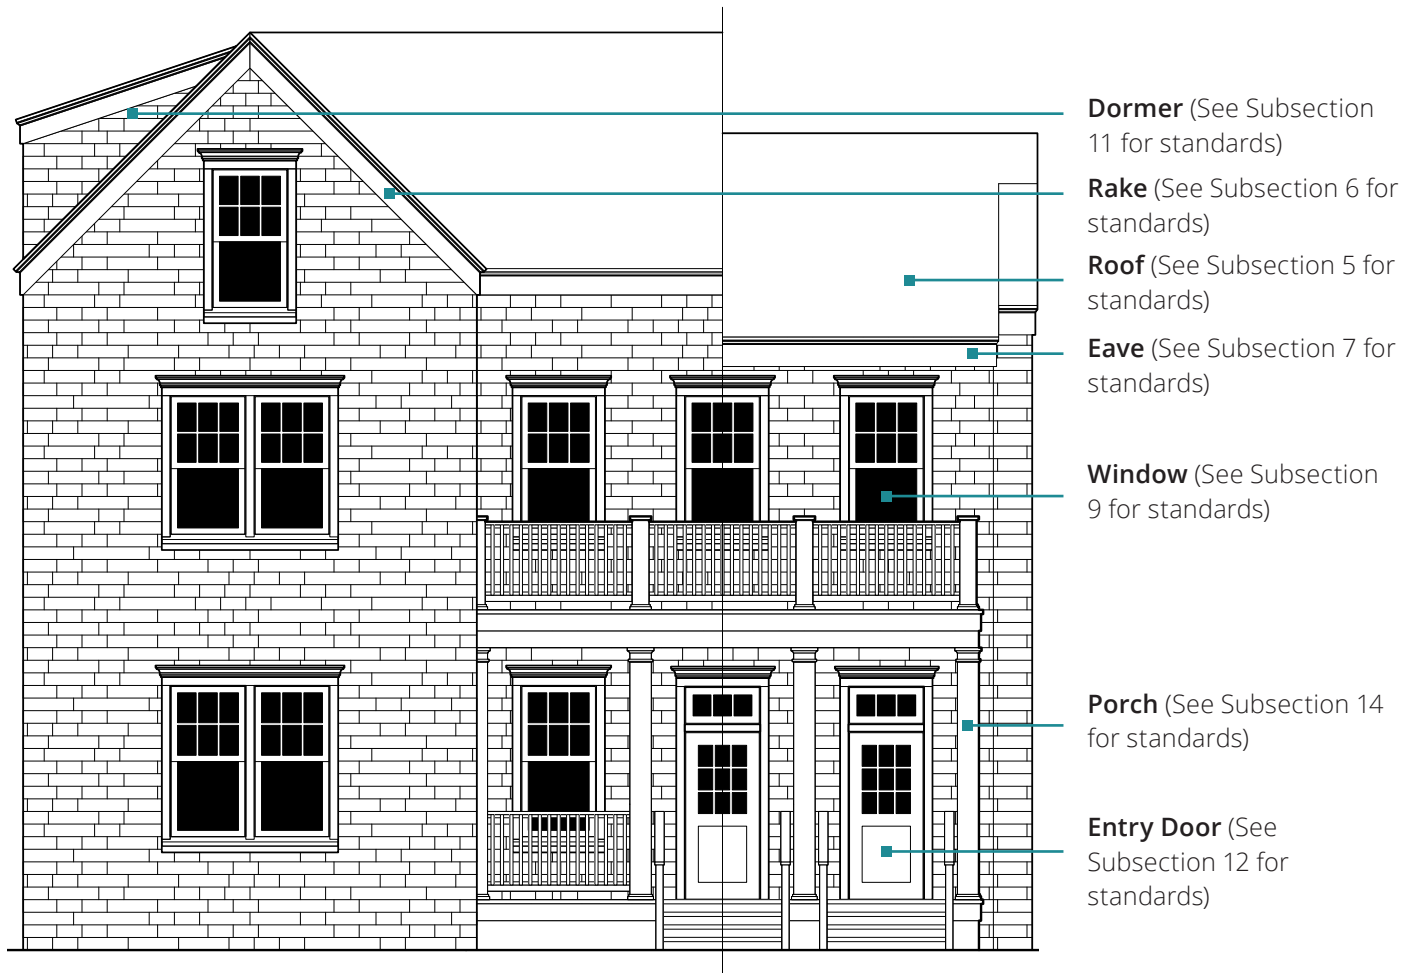 Dormer (See Subsection
11 for standards)
Rake (See Subsection 6 for
standards)
Roof (See Subsection 5 for
standards)
Eave (See Subsection 7 for
standards)
Window (See Subsection
9 for standards)
Porch (See Subsection 14
for standards)
Entry Door (See
Subsection 12 for
standards)